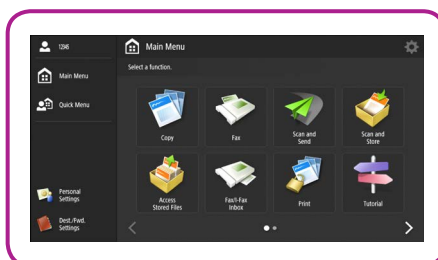 12345
Main Menu
Main Menu
Select a function.
Quick Menu
Copy
Fax
Scan and
Send
Scan and
Store
Personal
Settings
Access
Stored Files
Fax/I-Fax
Inbox
Print
Tutorial
Dest./Fwd.
Settings